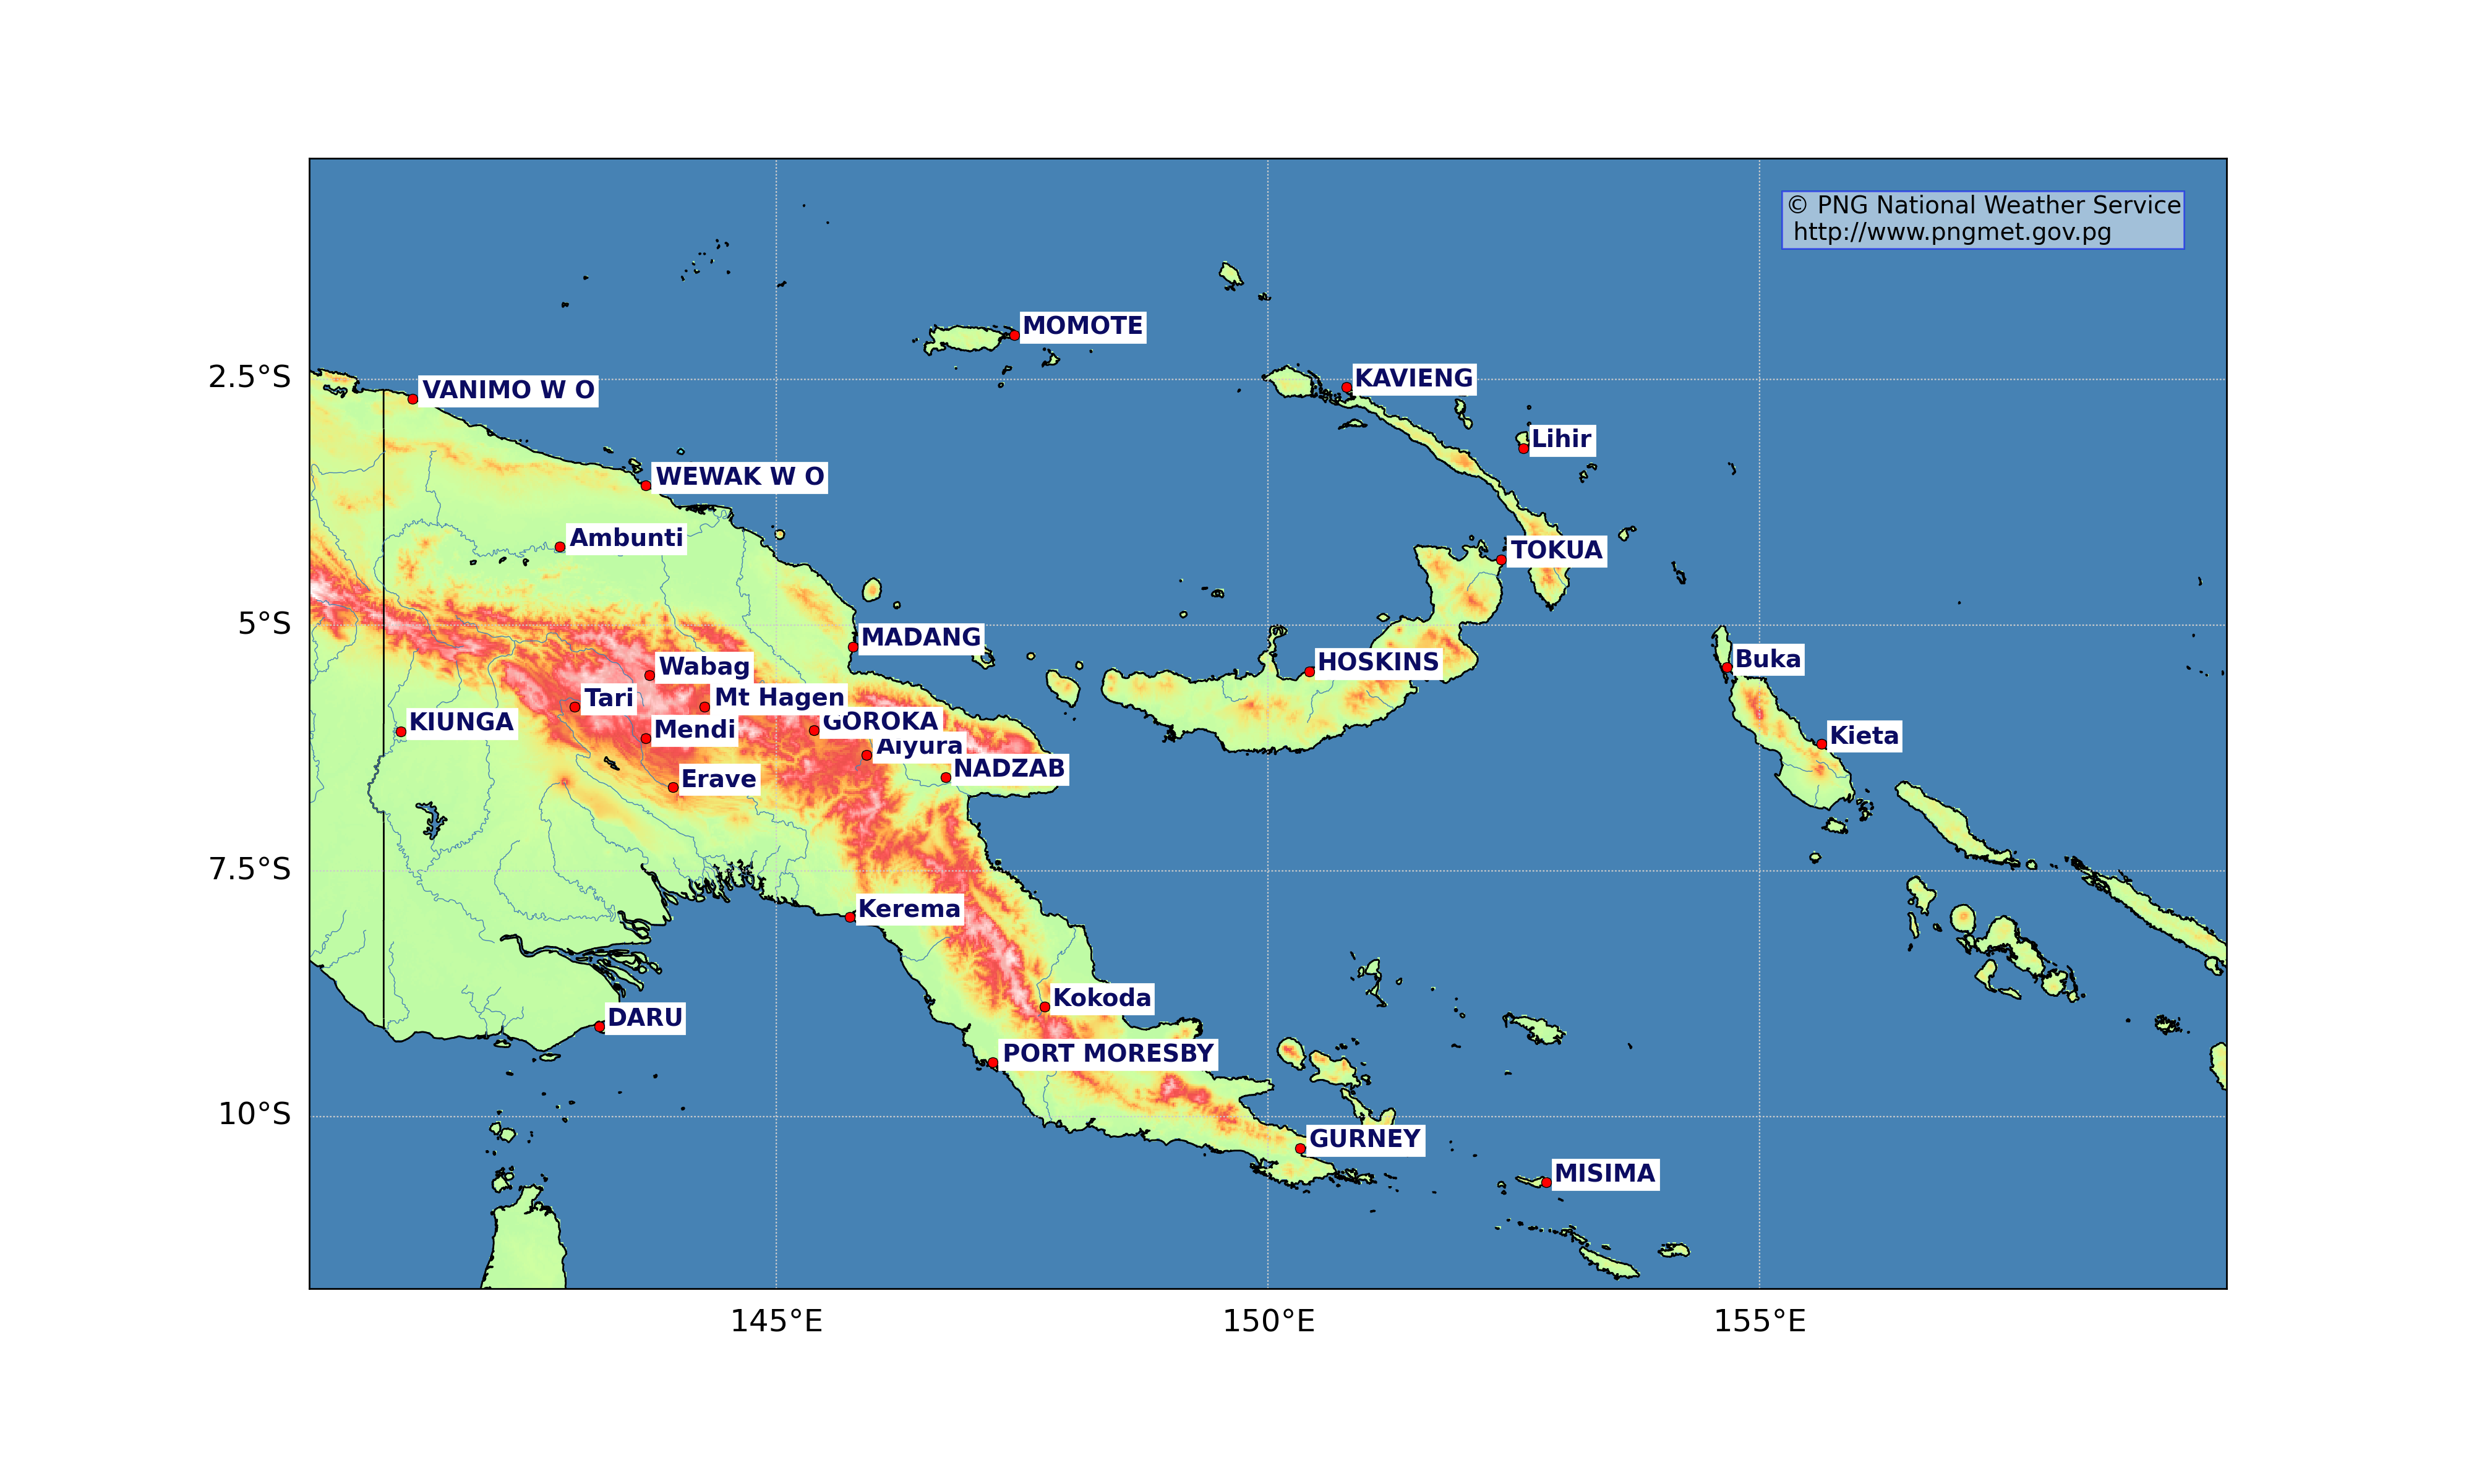 © PNG National Weather Service
http://www.pngmet.gov.pg
MOMOTE
2.5°S
KAVIENG
VANIMO W O
Lihir
WEWAK W O
Ambunti
TOKUA
5°S
MADANG
HOSKINS
Buka
Wabag
Tari
Mt Hagen
KIUNGA
GOROKA
Mendi
Kieta
Aiyura
NADZAB
Erave
7.5°S
Kerema
Kokoda
DARU
PORT MORESBY
10°S
GURNEY
MISIMA
145°E
150°E
155°E